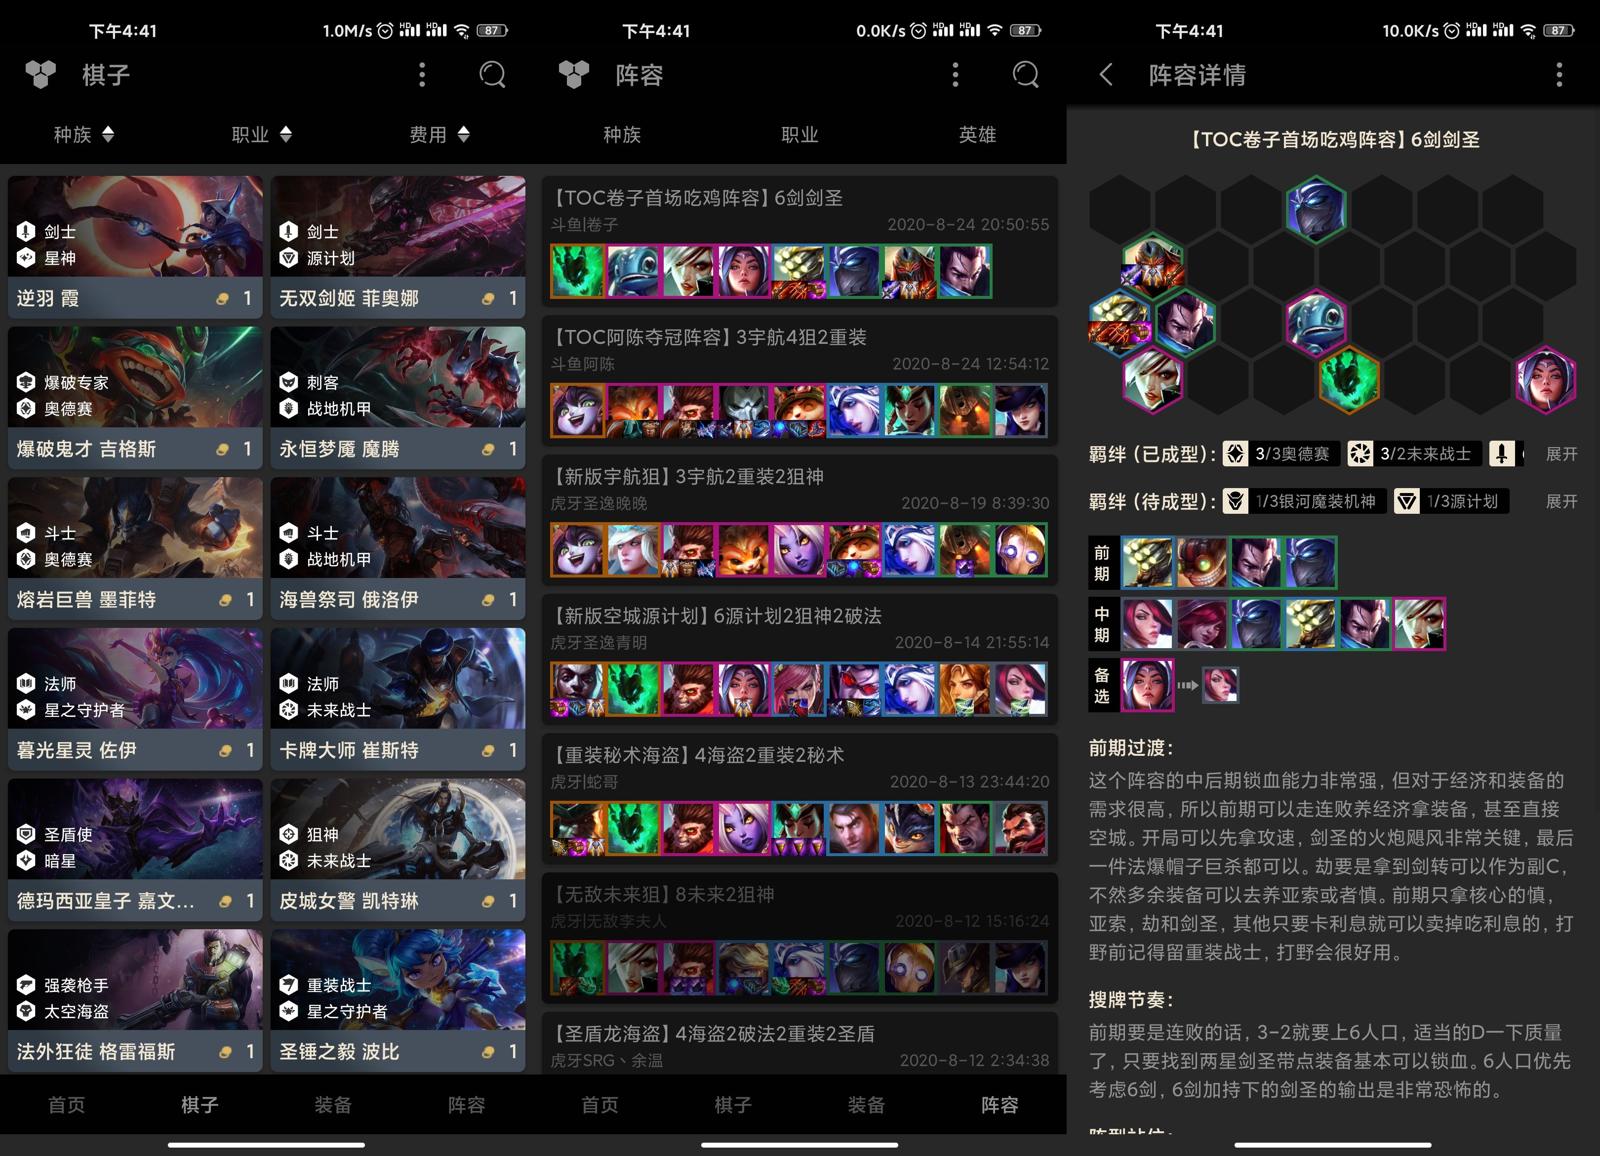 下午4:41
1.0M/s
87
棋子
种族
职业
费用
剑士
星神
逆羽 霞
1
剑士
源计划
无双剑姬 菲奥娜
1
爆破专家
奥德赛
爆破鬼才 吉格斯
1
刺客
战地机甲
永恒梦魇 魔腾
1
斗士
奥德赛
熔岩巨兽 墨菲特
1
斗士
战地机甲
海兽祭司 俄洛伊
1
法师
星之守护者
暮光星灵 佐伊
1
法师
未来战士
卡牌大师 崔斯特
1
圣盾使
暗星
德玛西亚皇子 嘉文...
1
狙神
未来战士
皮城女警 凯特琳
1
强袭枪手
太空海盗
法外狂徒 格雷福斯
1
重装战士
星之守护者
圣锤之毅 波比
1
首页
棋子
装备
阵容
下午4:41
0.0K/s
87
阵容
种族
职业
英雄
【TOC卷子首场吃鸡阵容】6剑剑圣
斗鱼|卷子
2020-8-24 20:50:55
【TOC阿陈夺冠阵容】3宇航4狙2重装
斗鱼阿陈
2020-8-24 12:54:12
【新版宇航狙】3宇航2重装2狙神
虎牙圣逸晚晚
2020-8-19 8:39:30
【新版空城源计划】6源计划2狙神2破法
虎牙圣逸青明
2020-8-14 21:55:14
【重装秘术海盗】4海盗2重装2秘术
虎牙|蛇哥
2020-8-13 23:44:20
【无敌未来狙】8未来2狙神
虎牙|无敌李夫人
2020-8-12 15:16:24
【圣盾龙海盗】4海盗2破法2重装2圣盾
虎牙SRG丶余温
2020-8-12 2:34:38
首页
棋子
装备
阵容
下午4:41
10.0K/s
87
阵容详情
【TOC卷子首场吃鸡阵容】6剑剑圣
羁绊（已成型）：
3/3奥德赛
3/2未来战士
展开
羁绊（待成型）：
1/3银河魔装机神
1/3源计划
展开
前期
中期
备选
前期过渡：
这个阵容的中后期锁血能力非常强，但对于经济和装备的
需求很高，所以前期可以走连败养经济拿装备，甚至直接
空城。开局可以先拿攻速，剑圣的火炮飓风非常关键，最后
一件法爆帽子巨杀都可以。劫要是拿到剑转可以作为副C，
不然多余装备可以去养亚索或者慎。前期只拿核心的慎，
亚索，劫和剑圣，其他只要卡利息就可以卖掉吃利息的，打
野前记得留重装战士，打野会很好用。
搜牌节奏：
前期要是连败的话，3-2就要上6人口，适当的D一下质量
了，只要找到两星剑圣带点装备基本可以锁血。6人口优先
考虑6剑，6剑加持下的剑圣的输出是非常恐怖的。